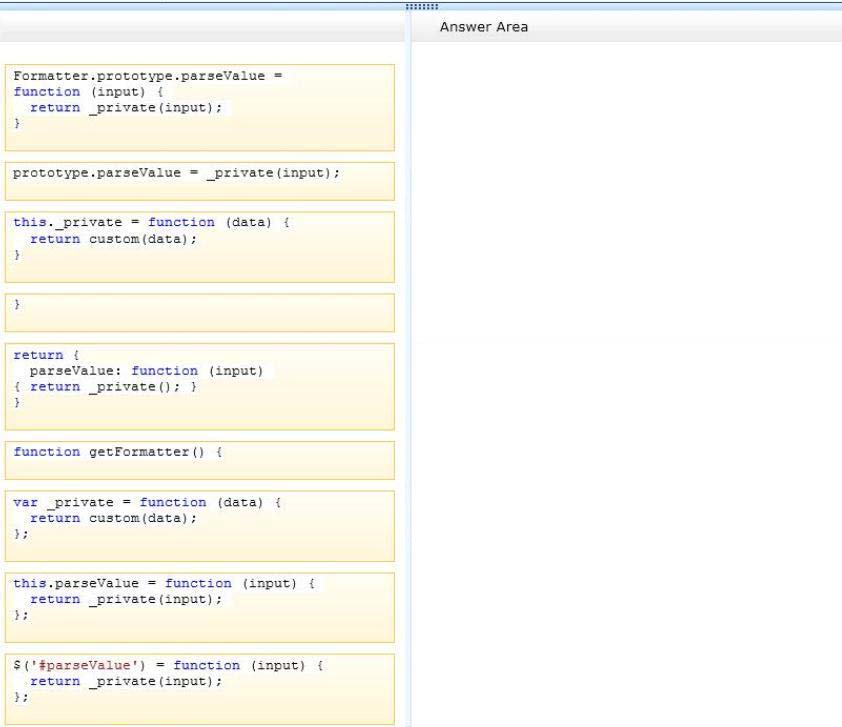 Answer Area
Formatter.prototype.parseValue =
function (input) {
  return _private(input);
}
prototype.parseValue = _private(input);
this._private = function (data) {
  return custom(data);
}
}
return {
  parseValue: function (input)
{ return _private(); }
}
function getFormatter() {
var _private = function (data) {
  return custom(data);
};
this.parseValue = function (input) {
  return _private(input);
};
$('#parseValue') = function (input) {
  return _private(input);
};